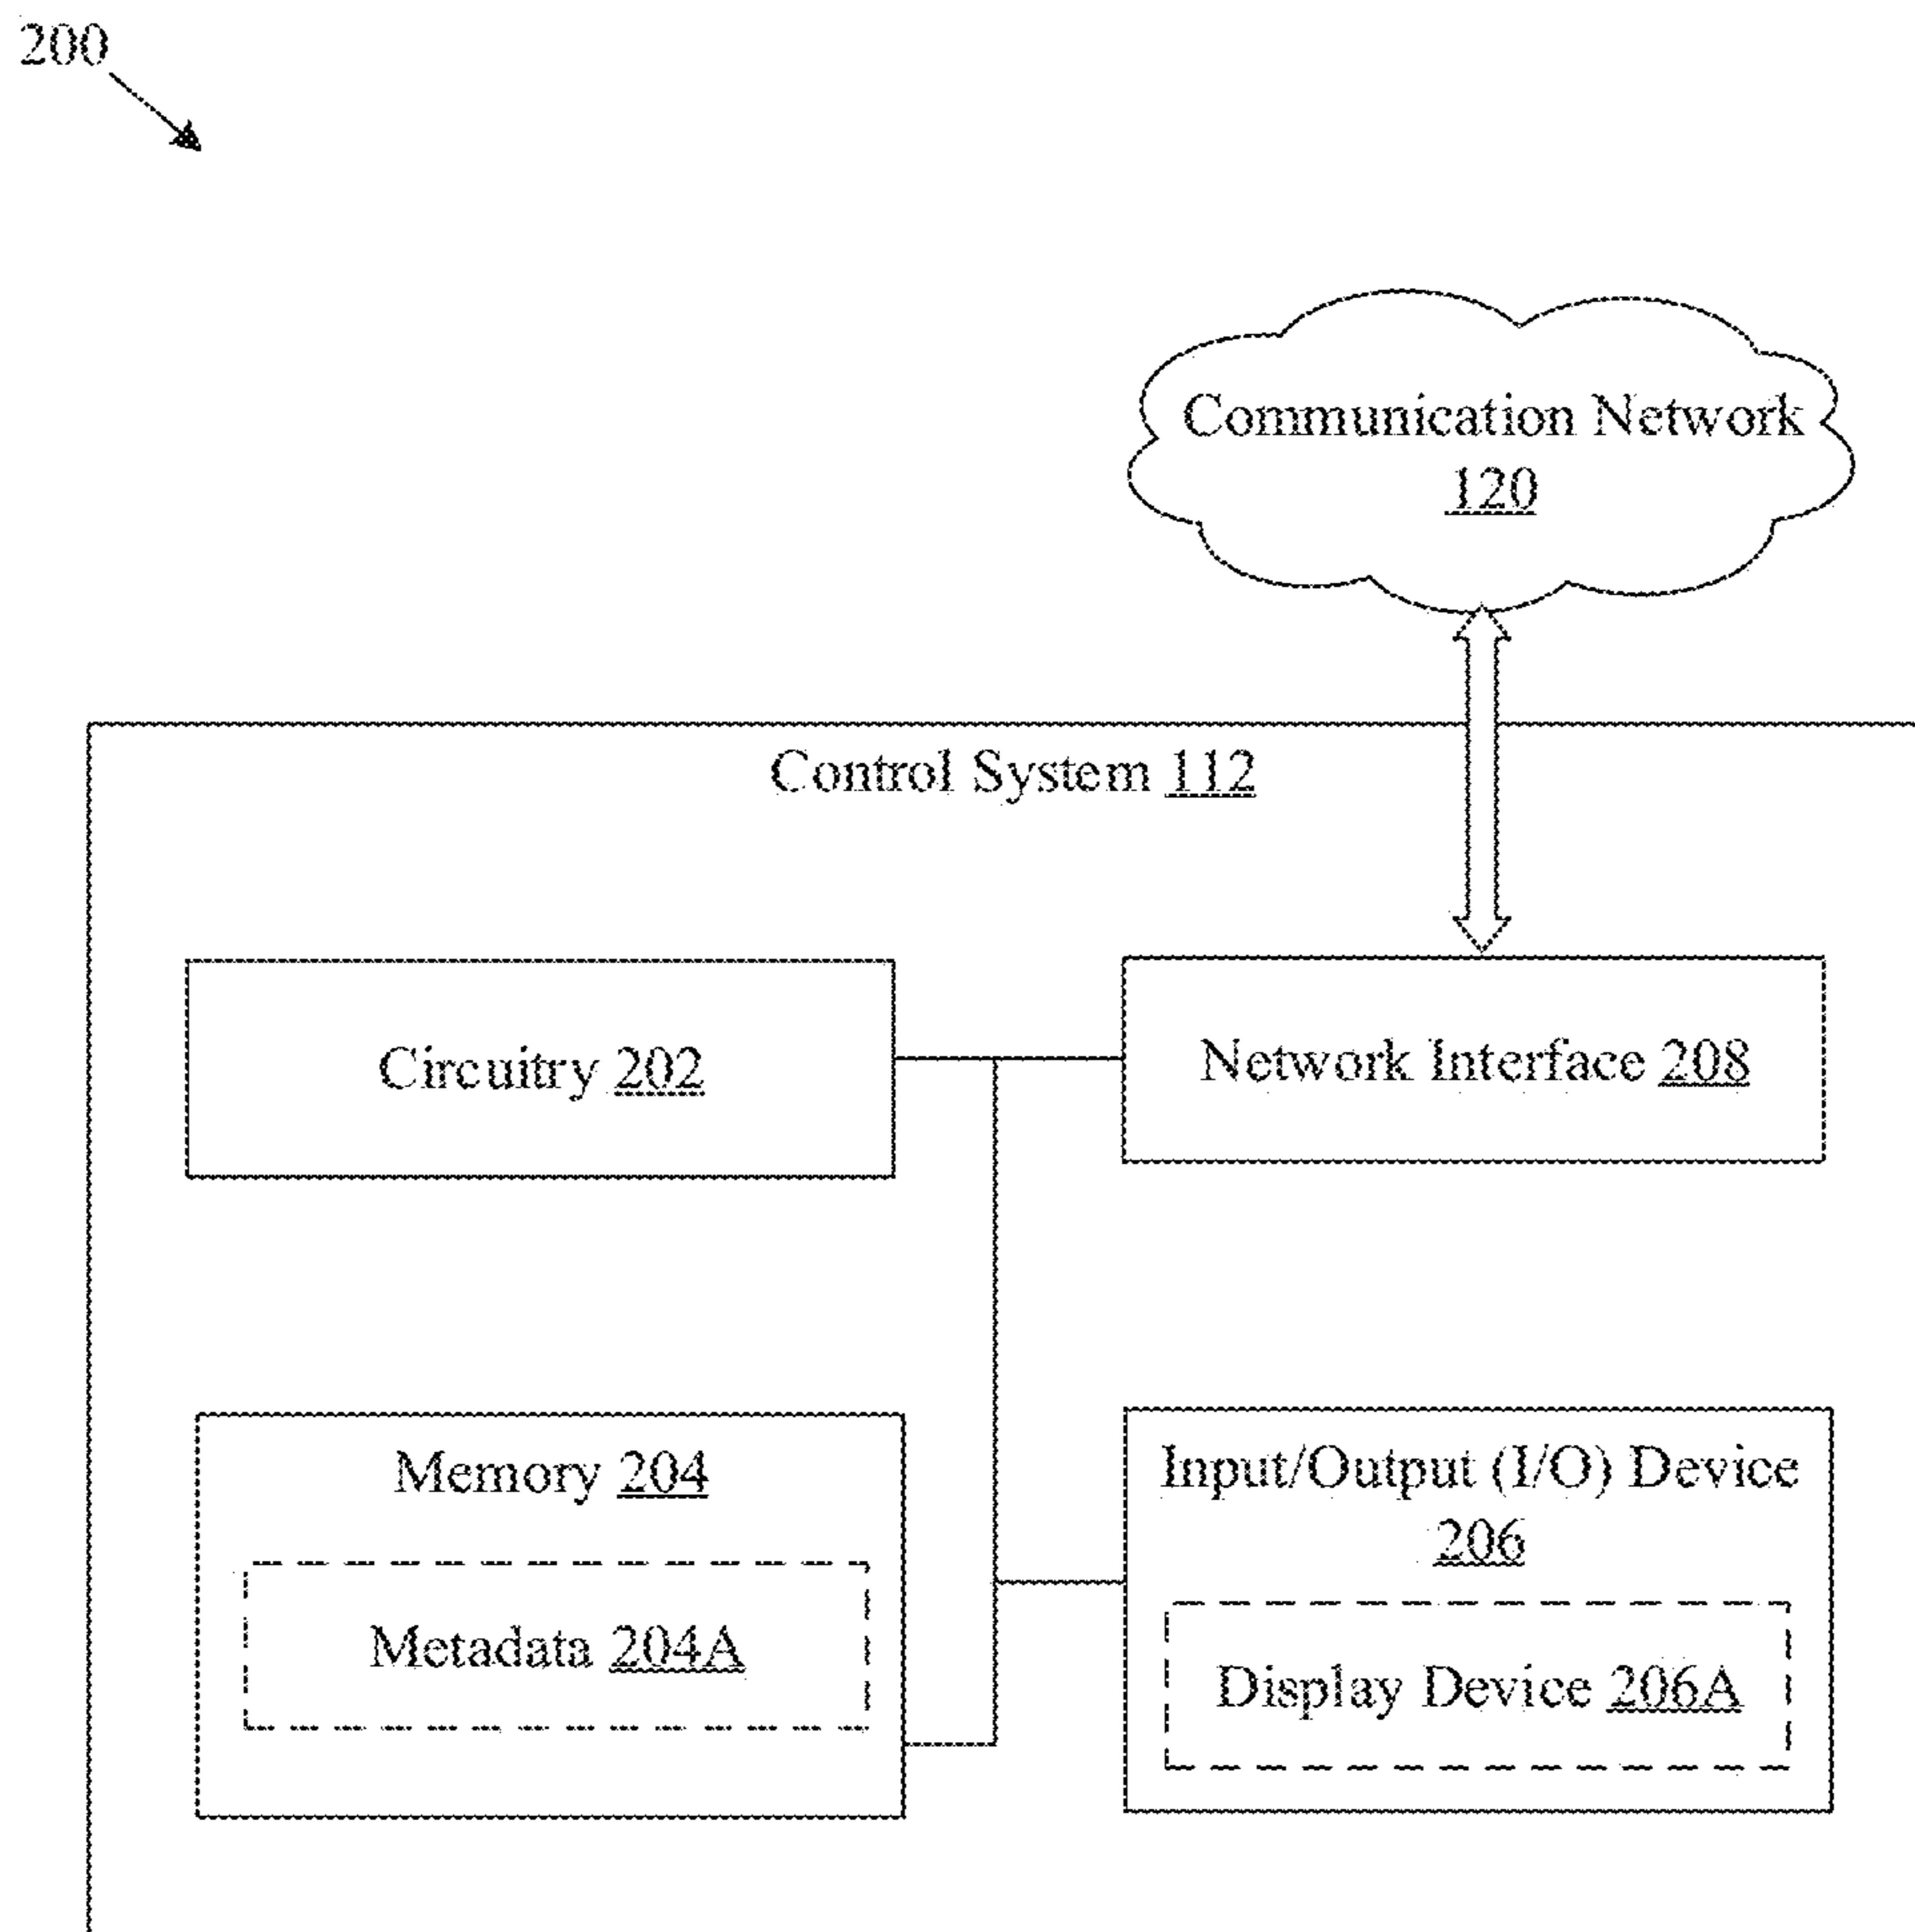 200
Communication Network
120
Control System 112
Circuitry 202
Network Interface 208
Memory 204
Metadata 204A
Input/Output (I/O) Device
206
Display Device 206A